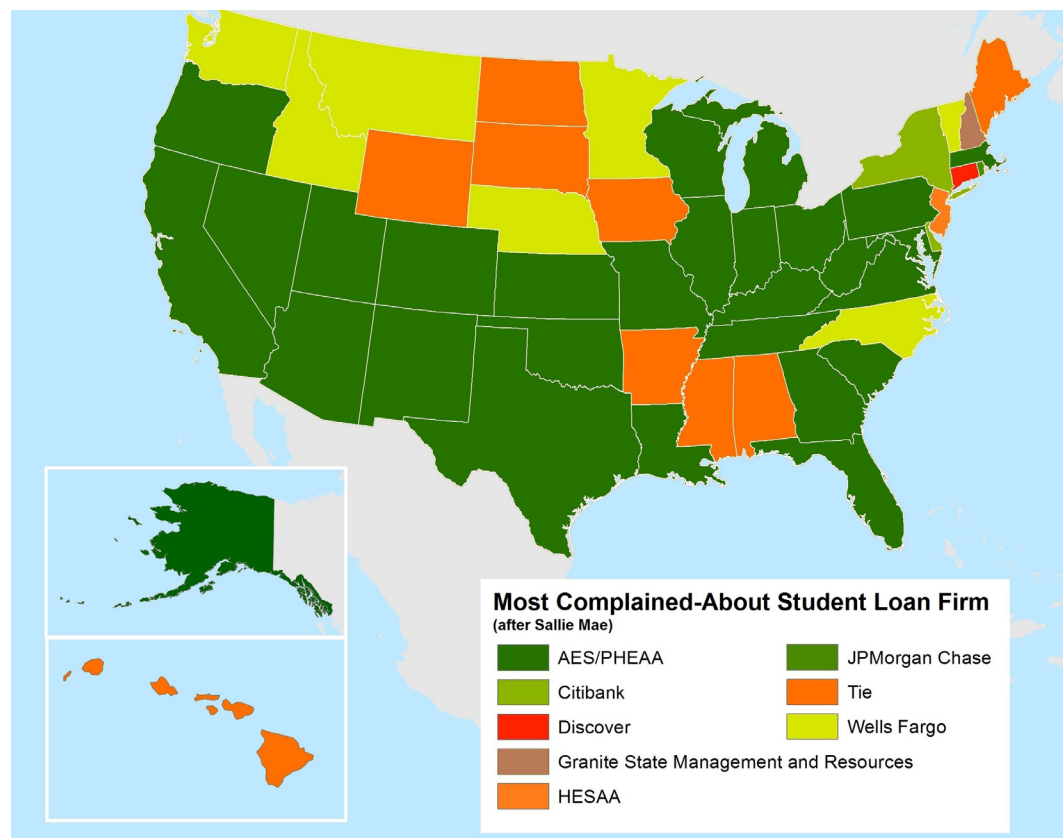 Most Complained-About Student Loan Firm
(after Sallie Mae)
AES/PHEAA
Citibank
Discover
Granite State Management and Resources
HESAA
JPMorgan Chase
Tie
Wells Fargo